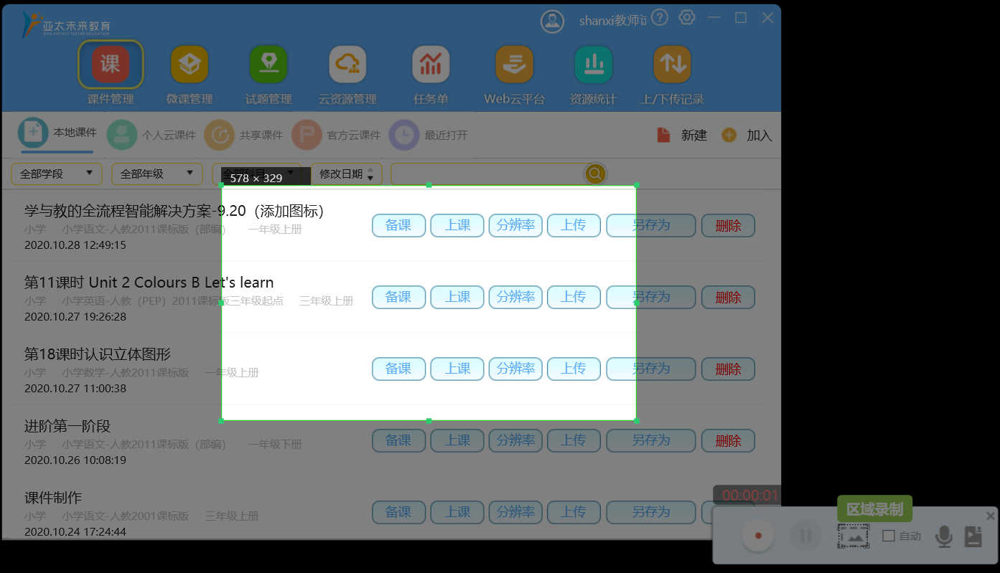 亚太未来教育
ASIA PACIFIC FUTURE EDUCATION
shanxi教师
课
课件管理 微课管理 试题管理 云资源管理 任务单 Web云平台 资源统计 上/下传记录
本地课件 个人云课件 共享课件 官方云课件 最近打开 新建 加入
全部学段 全部年级 全部科目 修改日期
578 × 329
学与教的全流程智能解决方案-9.20（添加图标）
小学 小学语文-人教2011课标版（部编） 一年级上册
2020.10.28 12:49:15
备课 上课 分辨率 上传 另存为 删除
第11课时 Unit 2 Colours B Let's learn
小学 小学英语-人教（PEP）2011课标版三年级起点 三年级上册
2020.10.27 19:26:28
备课 上课 分辨率 上传 另存为 删除
第18课时认识立体图形
小学 小学数学-人教2011课标版 一年级上册
2020.10.27 11:00:38
备课 上课 分辨率 上传 另存为 删除
进阶第一阶段
小学 小学语文-人教2011课标版（部编） 一年级下册
2020.10.26 10:08:19
备课 上课 分辨率 上传 另存为 删除
课件制作
小学 小学语文-人教2001课标版 三年级上册
2020.10.24 17:24:44
备课 上课 分辨率 上传 另存为
00:00:01
区域录制
自动